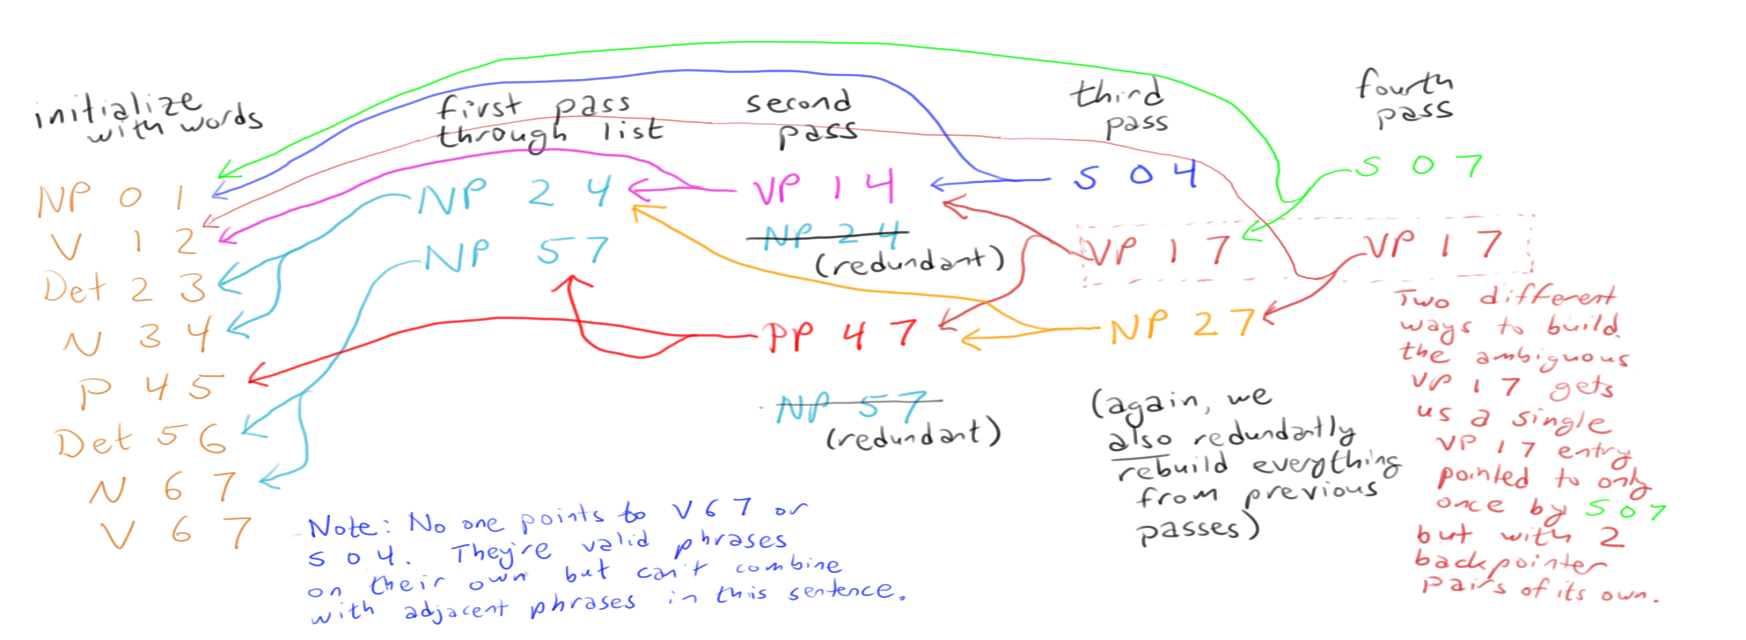 initialize
with words
NP 0 1
V 1 2
Det 2 3
N 3 4
P 4 5
Det 5 6
N 6 7
V 6 7
first pass
through list
NP 2 4
NP 5 7
second
pass
VP 1 4
NP 2 4
(redundant)
PP 4 7
NP 5 7
(redundant)
third
pass
S 0 4
VP 1 7
NP 2 7
(again, we
also redundantly
rebuild everything
from previous
passes)
fourth
pass
S 0 7
VP 1 7
Two different
ways to build
the ambiguous
VP 1 7 gets
us a single
VP 1 7 entry
pointed to only
once by S 0 7
but with 2
backpointer
pairs of its own.
Note: No one points to V 6 7 or
S 0 4. They're valid phrases
on their own but can't combine
with adjacent phrases in this sentence.